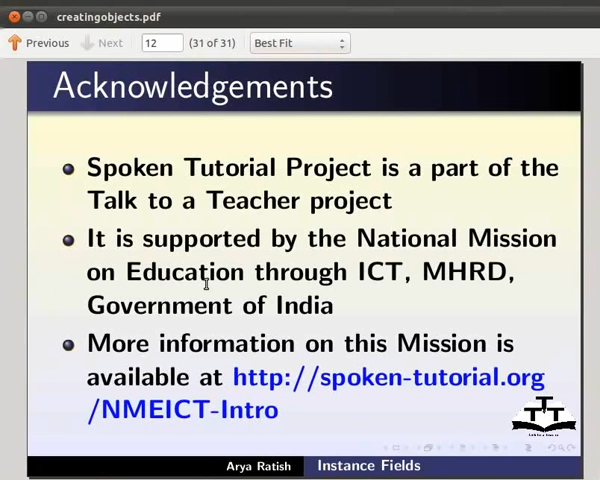 creatingobjects.pdf
Previous Next 12 (31 of 31) Best Fit
Acknowledgements
Spoken Tutorial Project is a part of the
Talk to a Teacher project
It is supported by the National Mission
on Education through ICT, MHRD,
Government of India
More information on this Mission is
available at http://spoken-tutorial.org
/NMEICT-Intro
TTT
Arya Ratish Instance Fields